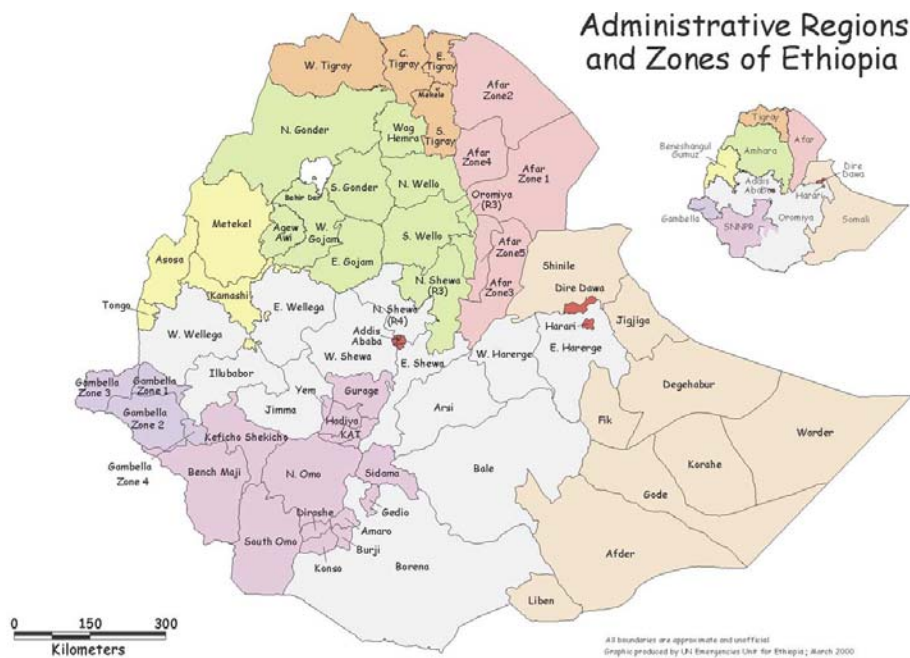 Administrative Regions
and Zones of Ethiopia
W. Tigray
C.
Tigray
E.
Tigray
Mekele
S.
Tigray
Afar
Zone2
N. Gonder
Wag
Hemra
Afar
Zone4
Afar
Zone 1
Oromiya
(R3)
Bahir Dar
S. Gonder
N. Wello
Metekel
Agew
Awi
W.
Gojam
S. Wello
Afar
Zone5
E. Gojam
Asosa
Afar
Zone3
Shinile
N. Shewa
(R3)
Dire Dawa
Tongo
Kamashi
E. Wellega
N. Shewa
(R4)
Harari
Jigjiga
W. Wellega
Addis
Ababa
W. Shewa
E. Shewa
W. Harerge
E. Harerge
Illubabor
Gambella
Zone 3
Gambella
Zone 1
Yem
Gurage
Degehabur
Gambella
Zone 2
Jimma
Hadiya
KAT
Arsi
Fik
Warder
Keficho Shekicho
Gambella
Zone 4
Bench Maji
N. Omo
Sidama
Bale
Korahe
Gode
Gedio
Diroshe
Amaro
South Omo
Burji
Konso
Borena
Afder
Liben
Tigray
Afar
Beneshangul
Gumuz
Amhara
Dire
Dawa
Addis
Ababa
Harari
Gambella
SNNPR
Oromiya
Somali
0 150 300
Kilometers
All boundaries are approximate and unofficial
Graphic produced by UN Emergencies Unit for Ethiopia; March 2000